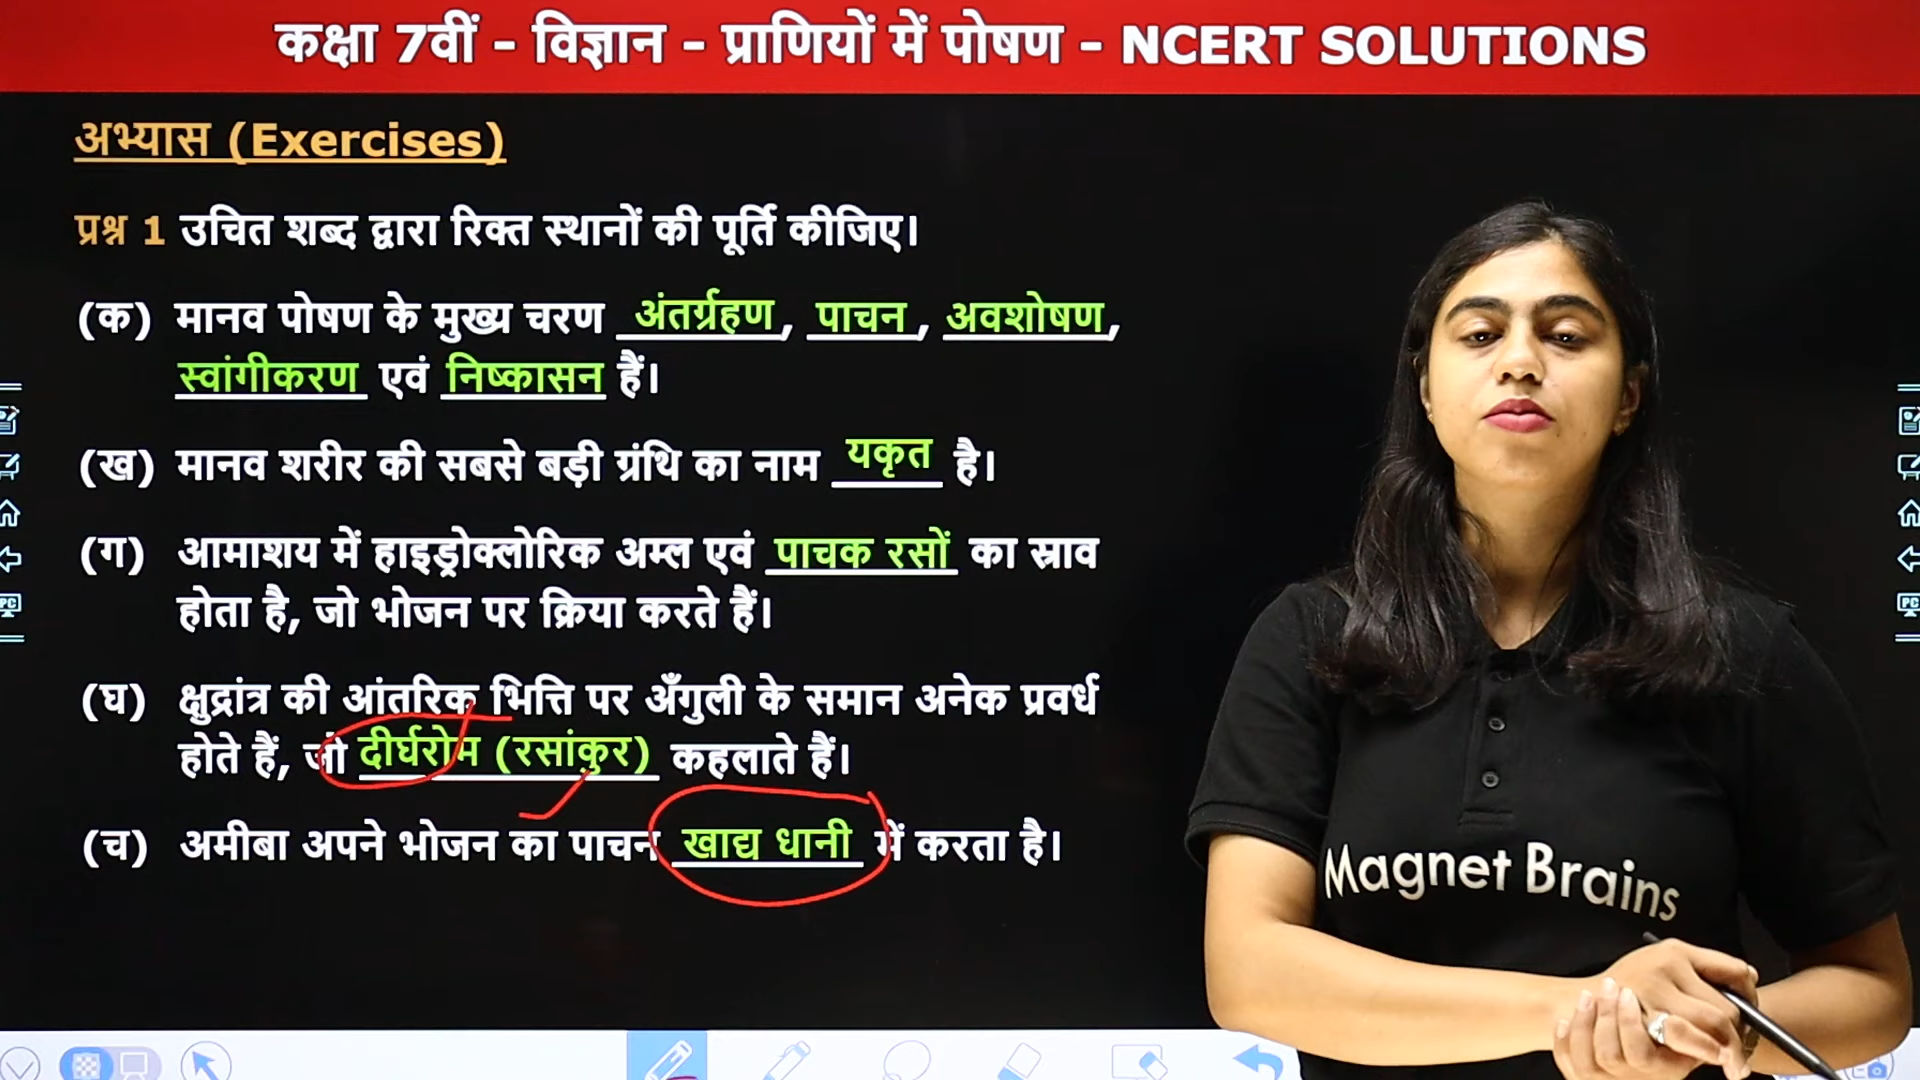 कक्षा 7वीं - विज्ञान - प्राणियों में पोषण - NCERT SOLUTIONS
अभ्यास (Exercises)
प्रश्न 1 उचित शब्द द्वारा रिक्त स्थानों की पूर्ति कीजिए।
(क) मानव पोषण के मुख्य चरण अंतर्ग्रहण, पाचन, अवशोषण,
स्वांगीकरण एवं निष्कासन हैं।
(ख) मानव शरीर की सबसे बड़ी ग्रंथि का नाम यकृत है।
(ग) आमाशय में हाइड्रोक्लोरिक अम्ल एवं पाचक रसों का स्राव
होता है, जो भोजन पर क्रिया करते हैं।
(घ) क्षुद्रांत्र की आंतरिक भित्ति पर अँगुली के समान अनेक प्रवर्ध
होते हैं, जो दीर्घरोम (रसांकुर) कहलाते हैं।
(च) अमीबा अपने भोजन का पाचन खाद्य धानी में करता है।
Magnet Brains
PC
PC